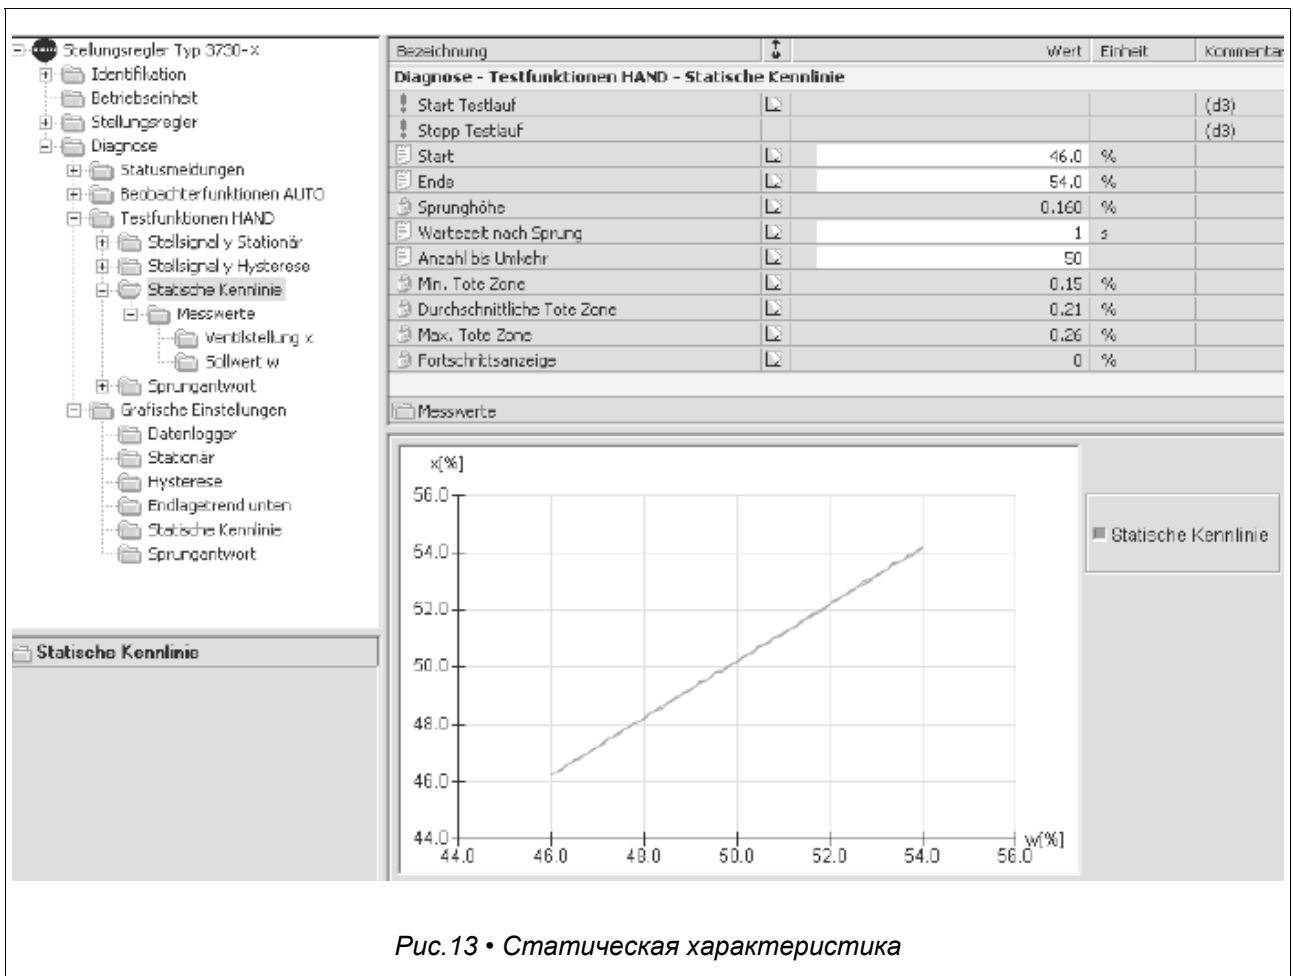 Stellungsregler Typ 3730-x
Identifikation
Betriebseinheit
Stellungsregler
Diagnose
Statusmeldungen
Beobachterfunktionen AUTO
Testfunktionen HAND
Stellsignal y Stationär
Stellsignal y Hysterese
Statische Kennlinie
Messwerte
Ventilstellung x
Sollwert w
Sprungantwort
Grafische Einstellungen
Datenlogger
Stationär
Hysterese
Endlagetrend unten
Statische Kennlinie
Sprungantwort
Statische Kennlinie
Bezeichnung Wert Einheit Kommentar
Diagnose - Testfunktionen HAND - Statische Kennlinie
Start Testlauf (d3)
Stopp Testlauf (d3)
Start 46.0 %
Ende 54.0 %
Sprunghöhe 0.160 %
Wartezeit nach Sprung 1 s
Anzahl bis Umkehr 50
Min. Tote Zone 0.15 %
Durchschnittliche Tote Zone 0.21 %
Max. Tote Zone 0.26 %
Fortschrittsanzeige 0 %
Messwerte
x[%]
56.0
54.0
52.0
50.0
48.0
46.0
44.0
44.0 46.0 48.0 50.0 52.0 54.0 56.0
w[%]
Statische Kennlinie
Рис.13 • Статическая характеристика